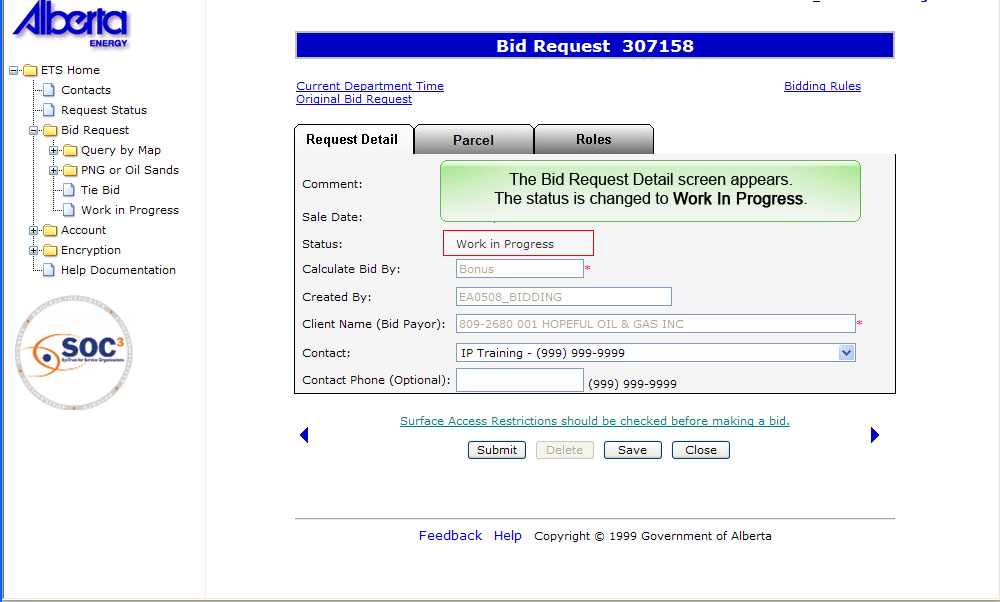 Alberta
ENERGY
ETS Home
Contacts
Request Status
Bid Request
Query by Map
PNG or Oil Sands
Tie Bid
Work in Progress
Account
Encryption
Help Documentation
SOC3
Bid Request 307158
Current Department Time
Bidding Rules
Original Bid Request
Request Detail
Parcel
Roles
The Bid Request Detail screen appears.
The status is changed to Work In Progress.
Comment:
Sale Date:
Status: Work in Progress
Calculate Bid By: Bonus *
Created By: EA0508_BIDDING
Client Name (Bid Payor): 809-2680 001 HOPEFUL OIL & GAS INC *
Contact: IP Training - (999) 999-9999
Contact Phone (Optional): (999) 999-9999
Surface Access Restrictions should be checked before making a bid.
Submit Delete Save Close
Feedback Help Copyright © 1999 Government of Alberta